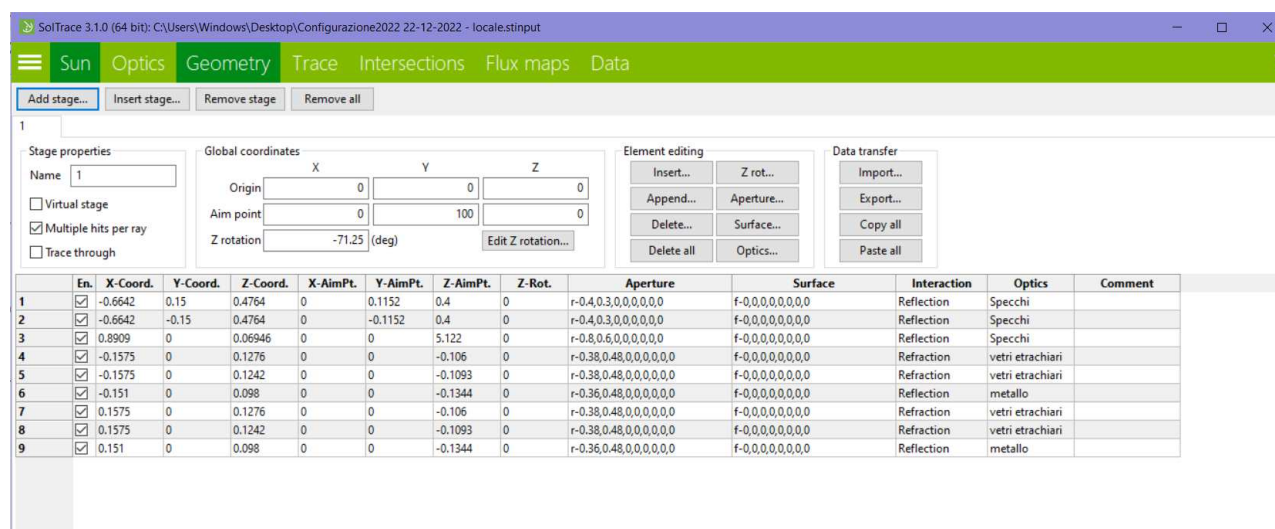 SolTrace 3.1.0 (64 bit): C:\Users\Windows\Desktop\Configurazione2022 22-12-2022 - locale.stinput
Sun Optics Geometry Trace Intersections Flux maps Data
Add stage... Insert stage... Remove stage Remove all
1
Stage properties Global coordinates Element editing Data transfer
Name 1 X Y Z Insert... Z rot... Import...
Origin 0 0 0 Append... Aperture... Export...
Virtual stage Aim point 0 100 0
Multiple hits per ray Delete... Surface... Copy all
Z rotation -71.25 (deg) Edit Z rotation...
Trace through Delete all Optics... Paste all
En. X-Coord. Y-Coord. Z-Coord. X-AimPt. Y-AimPt. Z-AimPt. Z-Rot. Aperture Surface Interaction Optics Comment
1 -0.6642 0.15 0.4764 0 0.1152 0.4 0 r-0.4,0.3,0,0,0,0,0,0 f-0,0,0,0,0,0,0,0 Reflection Specchi
2 -0.6642 -0.15 0.4764 0 -0.1152 0.4 0 r-0.4,0.3,0,0,0,0,0,0 f-0,0,0,0,0,0,0,0 Reflection Specchi
3 0.8909 0 0.06946 0 0 5.122 0 r-0.8,0.6,0,0,0,0,0,0 f-0,0,0,0,0,0,0,0 Reflection Specchi
4 -0.1575 0 0.1276 0 0 -0.106 0 r-0.38,0.48,0,0,0,0,0,0 f-0,0,0,0,0,0,0,0 Refraction vetri etrachiari
5 -0.1575 0 0.1242 0 0 -0.1093 0 r-0.38,0.48,0,0,0,0,0,0 f-0,0,0,0,0,0,0,0 Refraction vetri etrachiari
6 -0.151 0 0.098 0 0 -0.1344 0 r-0.36,0.48,0,0,0,0,0,0 f-0,0,0,0,0,0,0,0 Reflection metallo
7 0.1575 0 0.1276 0 0 -0.106 0 r-0.38,0.48,0,0,0,0,0,0 f-0,0,0,0,0,0,0,0 Refraction vetri etrachiari
8 0.1575 0 0.1242 0 0 -0.1093 0 r-0.38,0.48,0,0,0,0,0,0 f-0,0,0,0,0,0,0,0 Refraction vetri etrachiari
9 0.151 0 0.098 0 0 -0.1344 0 r-0.36,0.48,0,0,0,0,0,0 f-0,0,0,0,0,0,0,0 Reflection metallo